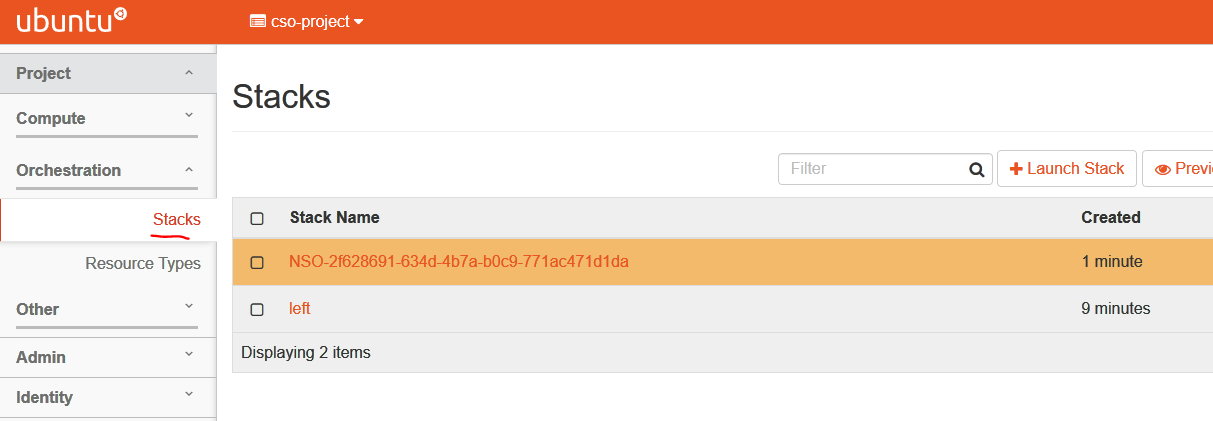 ubuntu
cso-project
Project
Compute
Orchestration
Stacks
Resource Types
Other
Admin
Identity
Stacks
Filter
Launch Stack
Previ
Stack Name Created
NSO-2f628691-634d-4b7a-b0c9-771ac471d1da 1 minute
left 9 minutes
Displaying 2 items